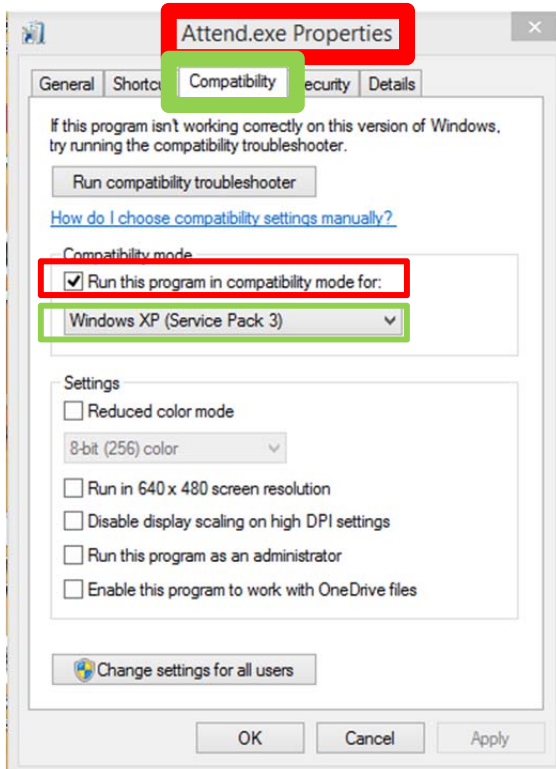 Attend.exe Properties
General Shortcu Compatibility ecurity Details
If this program isn't working correctly on this version of Windows,
try running the compatibility troubleshooter.
Run compatibility troubleshooter
How do I choose compatibility settings manually?
Compatibility mode
Run this program in compatibility mode for:
Windows XP (Service Pack 3)
Settings
Reduced color mode
8-bit (256) color
Run in 640 x 480 screen resolution
Disable display scaling on high DPI settings
Run this program as an administrator
Enable this program to work with OneDrive files
Change settings for all users
OK Cancel Apply